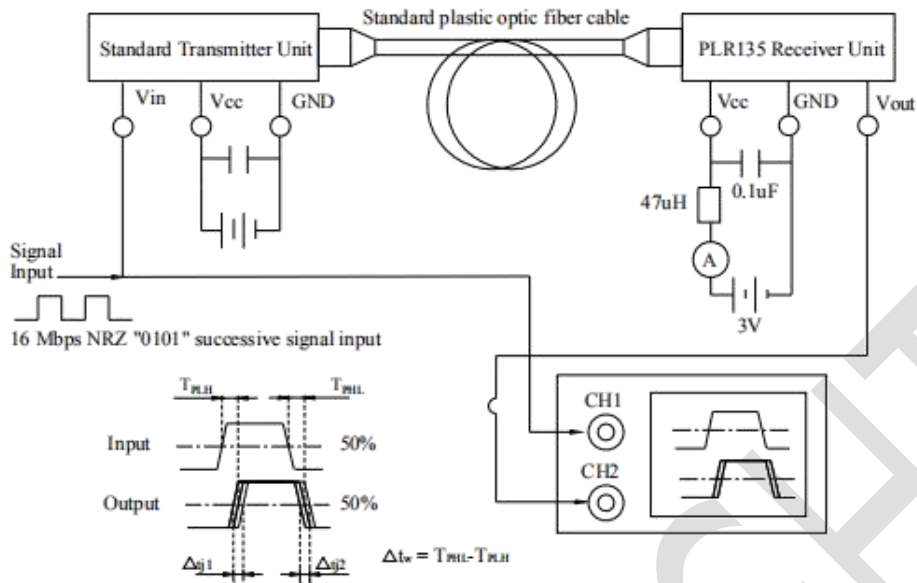 Standard plastic optic fiber cable
Standard Transmitter Unit
PLR135 Receiver Unit
Vin
Vcc
GND
Vcc
GND
Vout
0.1uF
47uH
A
3V
Signal
Input
16 Mbps NRZ "0101" successive signal input
TPLH
TPHL
Input
50%
Output
50%
Δtj1
Δtj2
Δtw = TPHL-TPLH
CH1
CH2